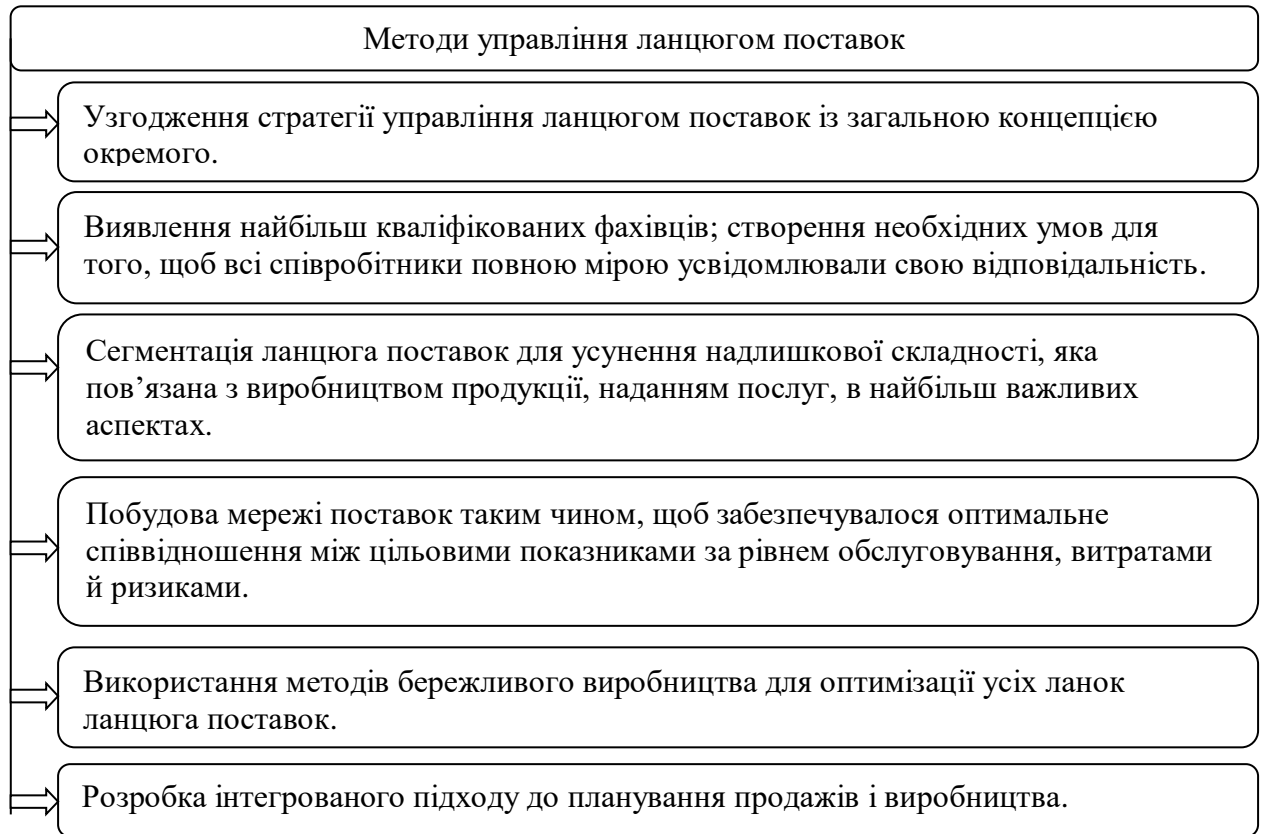 Методи управління ланцюгом поставок
Узгодження стратегії управління ланцюгом поставок із загальною концепцією
окремого.
Виявлення найбільш кваліфікованих фахівців; створення необхідних умов для
того, щоб всі співробітники повною мірою усвідомлювали свою відповідальність.
Сегментація ланцюга поставок для усунення надлишкової складності, яка
пов’язана з виробництвом продукції, наданням послуг, в найбільш важливих
аспектах.
Побудова мережі поставок таким чином, щоб забезпечувалося оптимальне
співвідношення між цільовими показниками за рівнем обслуговування, витратами
й ризиками.
Використання методів бережливого виробництва для оптимізації усіх ланок
ланцюга поставок.
Розробка інтегрованого підходу до планування продажів і виробництва.